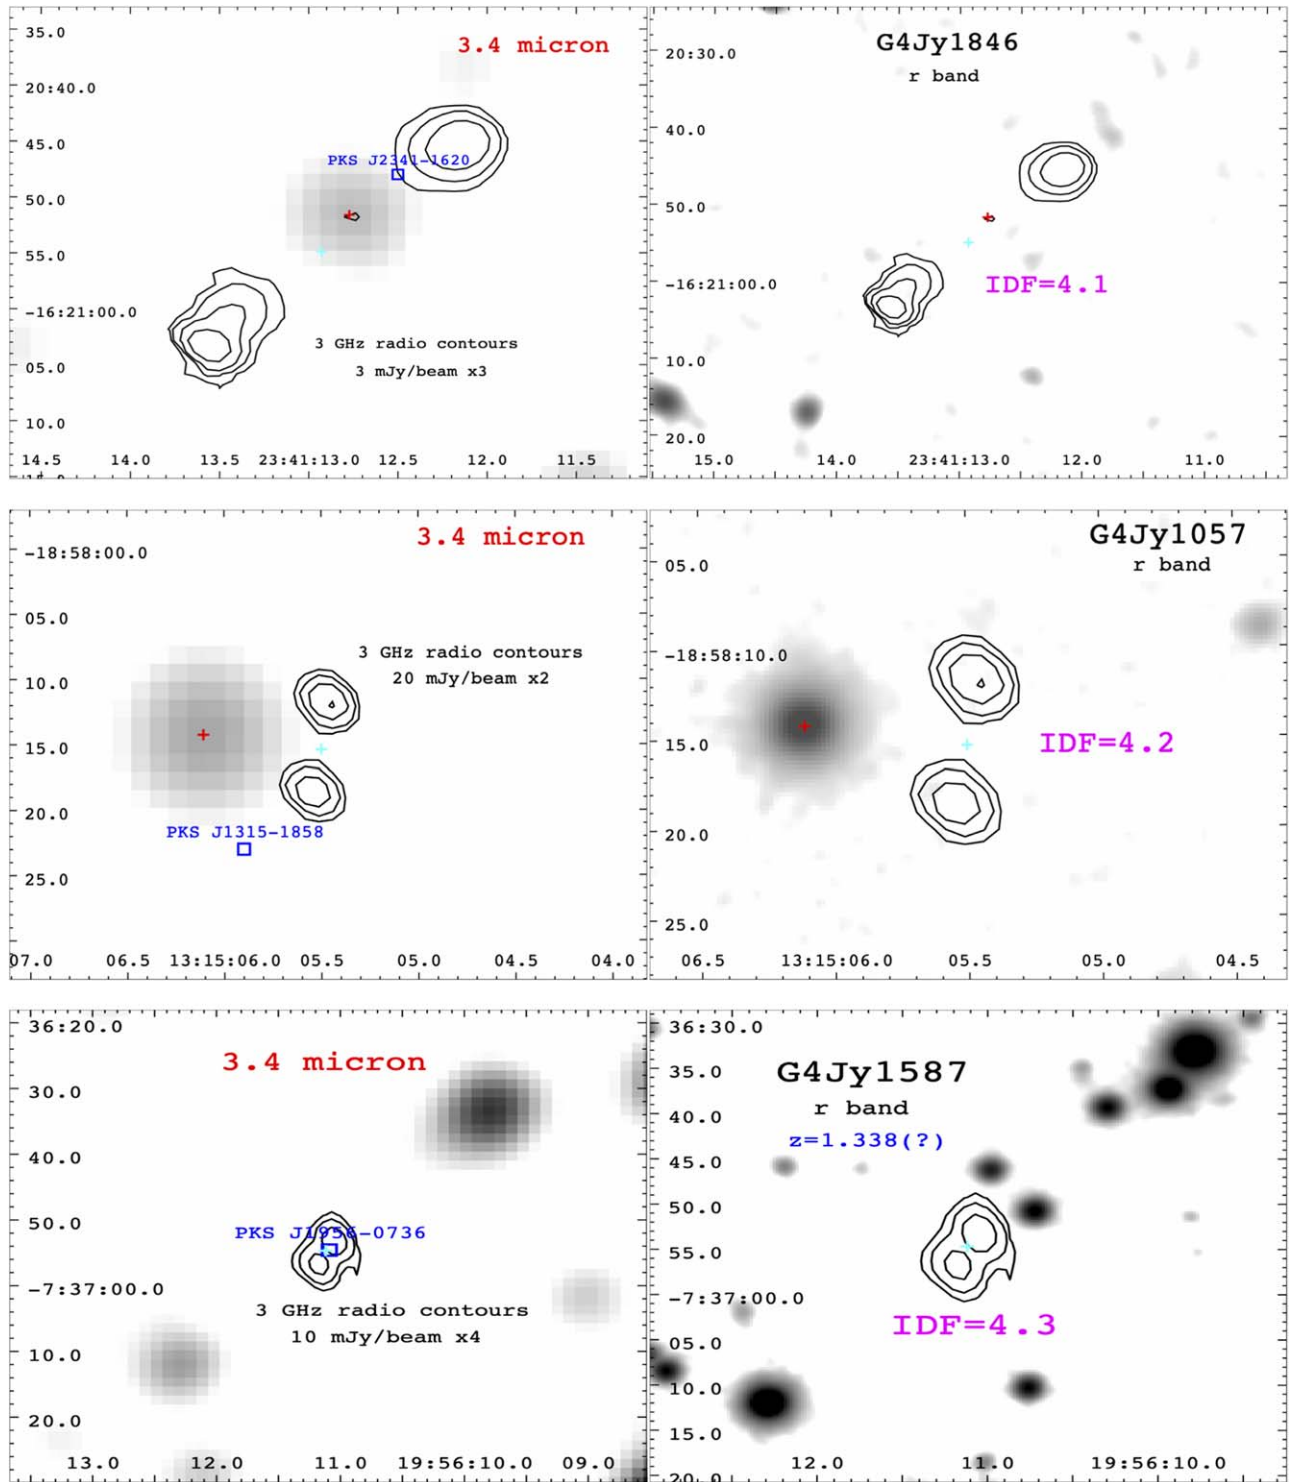 35.0
3.4 micron
20:40.0
45.0
PKS J2341-1620
50.0
55.0
-16:21:00.0
3 GHz radio contours
3 mJy/beam x3
05.0
10.0
14.5 14.0 13.5 23:41:13.0 12.5 12.0 11.5
G4Jy1846
20:30.0
r band
40.0
50.0
-16:21:00.0
IDF=4.1
10.0
20.0
15.0 14.0 23:41:13.0 12.0 11.0
3.4 micron
-18:58:00.0
05.0
3 GHz radio contours
20 mJy/beam x2
10.0
15.0
20.0
PKS J1315-1858
25.0
07.0 06.5 13:15:06.0 05.5 05.0 04.5 04.0
G4Jy1057
r band
05.0
-18:58:10.0
15.0
IDF=4.2
20.0
25.0
06.5 13:15:06.0 05.5 05.0 04.5
36:20.0
3.4 micron
30.0
40.0
50.0
PKS J1956-0736
-7:37:00.0
3 GHz radio contours
10 mJy/beam x4
10.0
20.0
13.0 12.0 11.0 19:56:10.0 09.0
36:30.0
G4Jy1587
35.0
r band
40.0
z=1.338(?)
45.0
50.0
55.0
-7:37:00.0
IDF=4.3
05.0
10.0
15.0
20.0
12.0 11.0 19:56:10.0